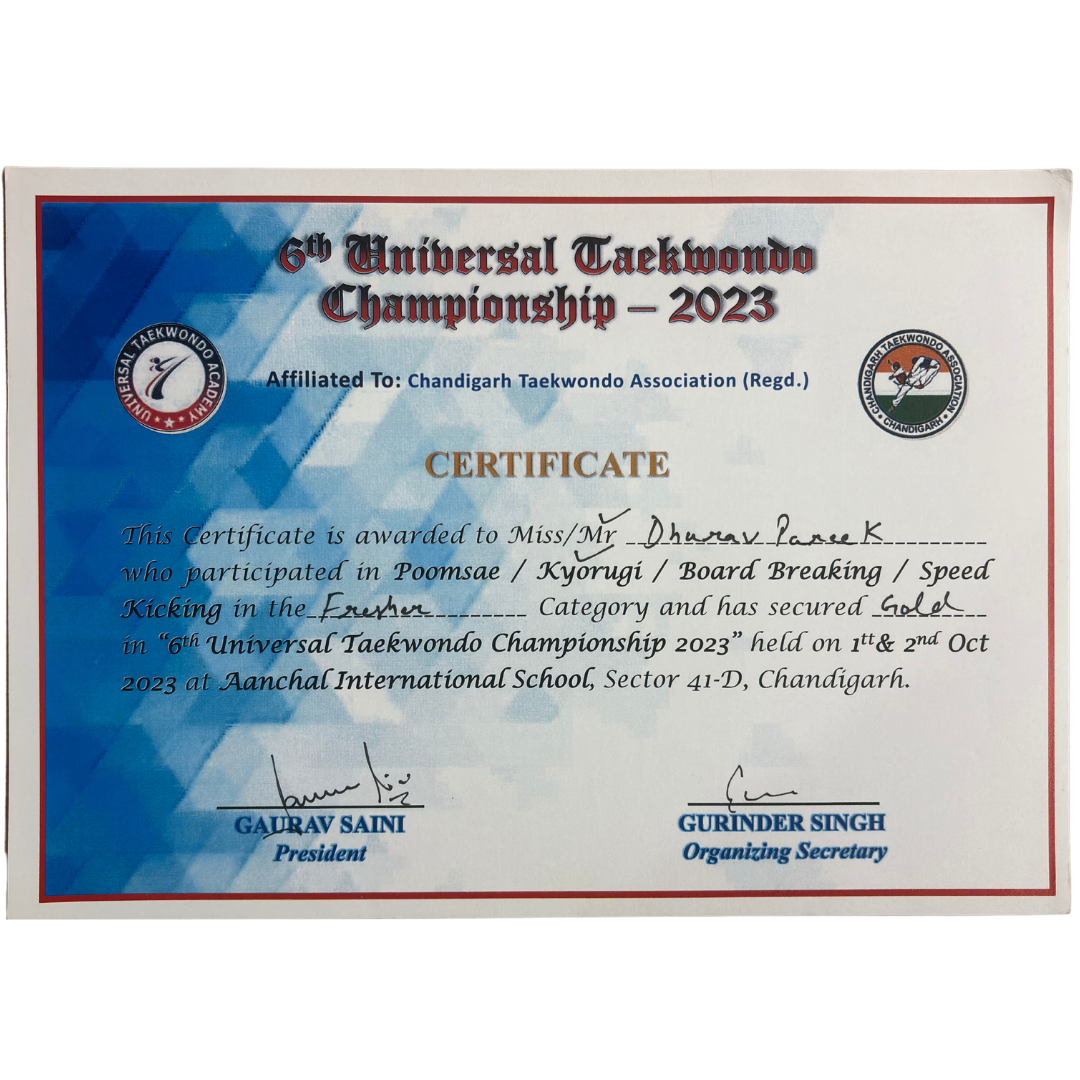 6th Universal Taekwondo
Championship – 2023
UNIVERSAL TAEKWONDO ACADEMY
Affiliated To: Chandigarh Taekwondo Association (Regd.)
CHANDIGARH TAEKWONDO ASSOCIATION
CHANDIGARH
CERTIFICATE
This Certificate is awarded to Miss/Mr Dhurav Pareek
who participated in Poomsae / Kyorugi / Board Breaking / Speed
Kicking in the Fresher Category and has secured Gold
in "6th Universal Taekwondo Championship 2023" held on 1tt& 2nd Oct
2023 at Aanchal International School, Sector 41-D, Chandigarh.
GAURAV SAINI
President
GURINDER SINGH
Organizing Secretary